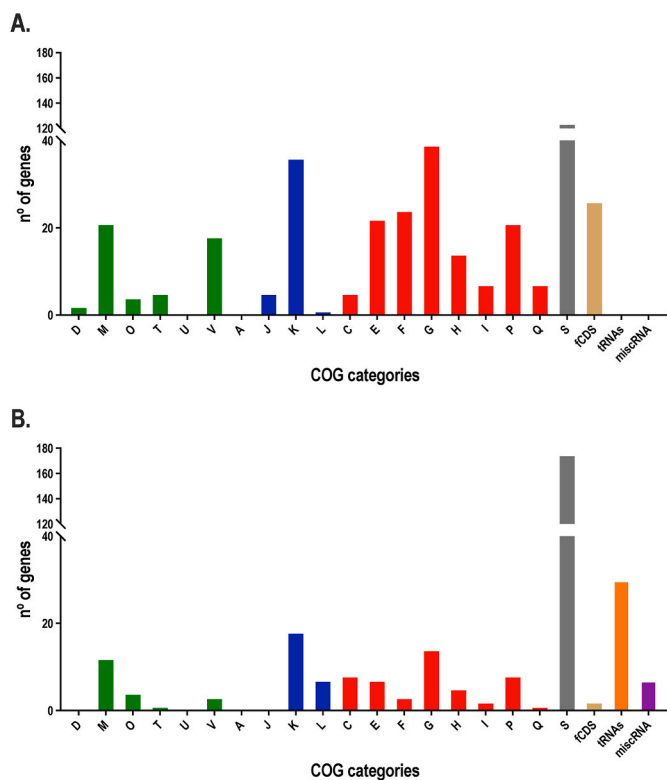 A.
180
160
140
120
40
20
0
nº of genes
D M O T U V A J K L C E F G H I P Q S fCDS tRNAs miscRNA
COG categories
B.
180
160
140
120
40
20
0
nº of genes
D M O T U V A J K L C E F G H I P Q S fCDS tRNAs miscRNA
COG categories